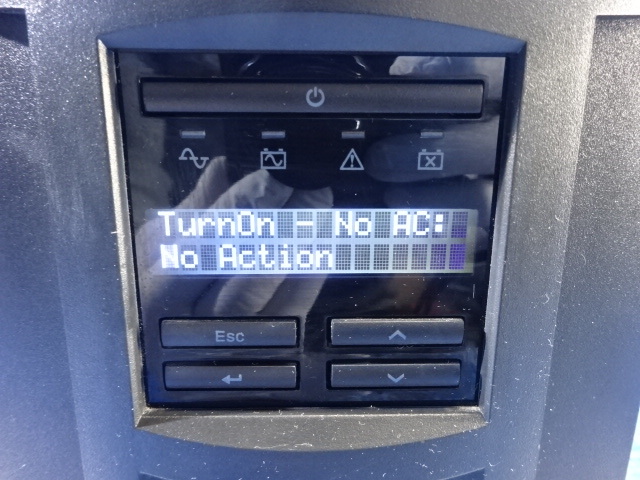 TurnOn - No AC:
No Action
Esc